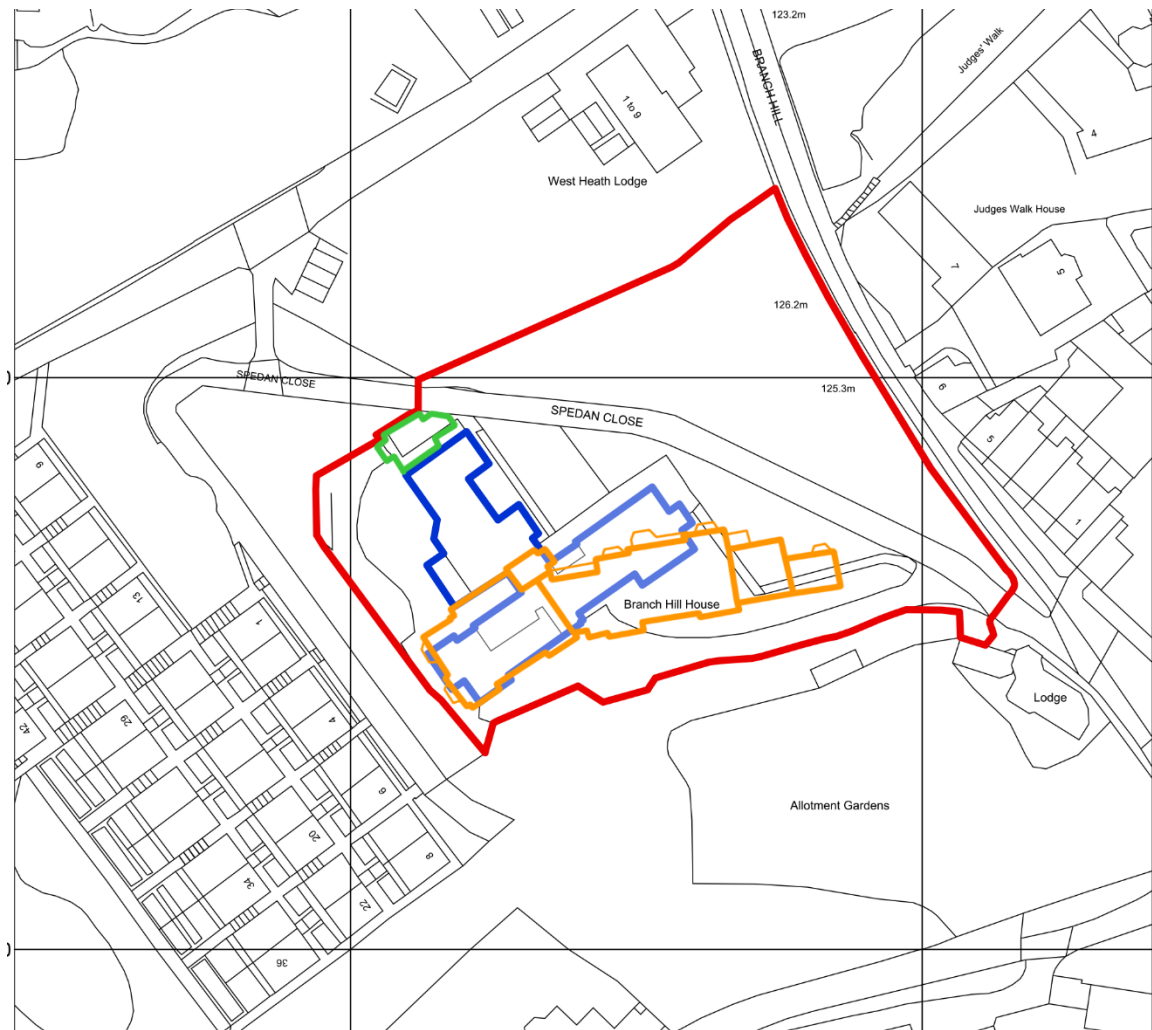 123.2m
BRANCH HILL
Judges' Walk
1 to 9
4
West Heath Lodge
Judges Walk House
7
5
126.2m
SPEDAN CLOSE
125.3m
6
SPEDAN CLOSE
5
9
1
13
1
Branch Hill House
Lodge
42
29
4
6
Allotment Gardens
20
8
34
22
36